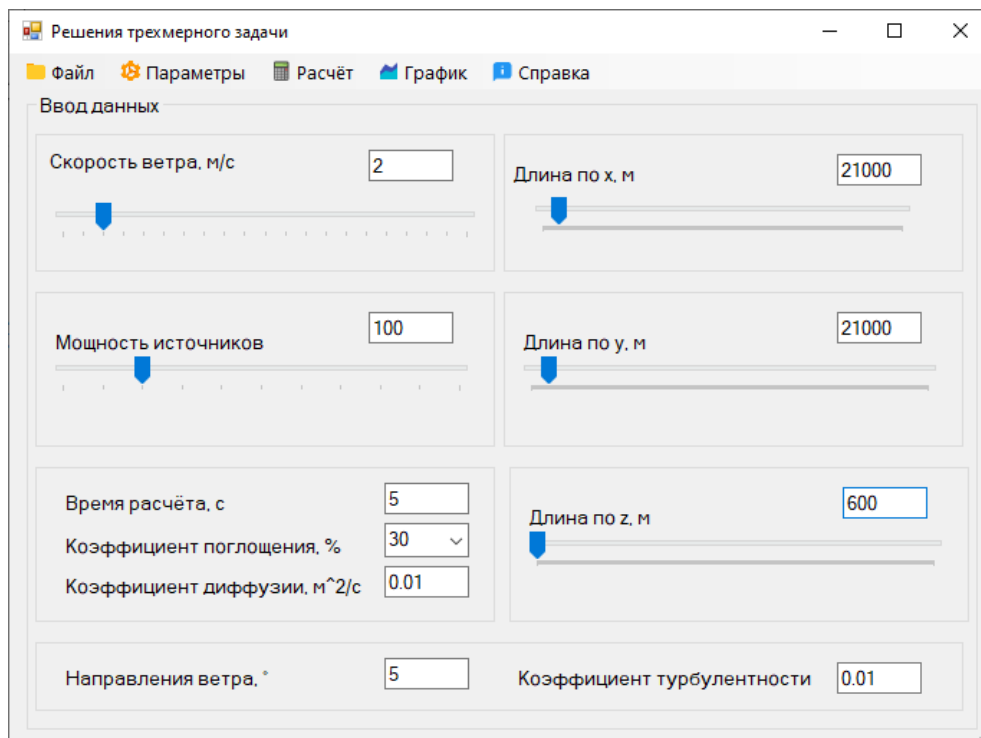 Решения трехмерного задачи
Файл Параметры Расчёт График Справка
Ввод данных
Скорость ветра, м/с 2
Длина по x, м 21000
Мощность источников 100
Длина по y, м 21000
Время расчёта, с 5
Коэффициент поглощения, % 30
Коэффициент диффузии, м^2/с 0.01
Длина по z, м 600
Направления ветра, ° 5
Коэффициент турбулентности 0.01